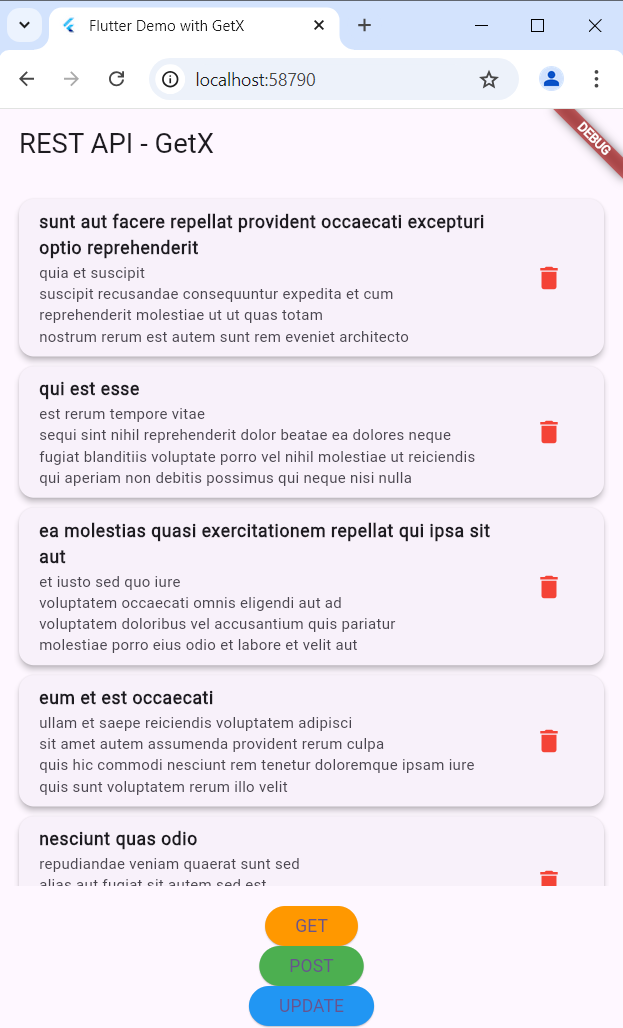 Flutter Demo with GetX
localhost:58790
DEBUG
REST API - GetX
sunt aut facere repellat provident occaecati excepturi
optio reprehenderit
quia et suscipit
suscipit recusandae consequuntur expedita et cum
reprehenderit molestiae ut ut quas totam
nostrum rerum est autem sunt rem eveniet architecto
qui est esse
est rerum tempore vitae
sequi sint nihil reprehenderit dolor beatae ea dolores neque
fugiat blanditiis voluptate porro vel nihil molestiae ut reiciendis
qui aperiam non debitis possimus qui neque nisi nulla
ea molestias quasi exercitationem repellat qui ipsa sit
aut
et iusto sed quo iure
voluptatem occaecati omnis eligendi aut ad
voluptatem doloribus vel accusantium quis pariatur
molestiae porro eius odio et labore et velit aut
eum et est occaecati
ullam et saepe reiciendis voluptatem adipisci
sit amet autem assumenda provident rerum culpa
quis hic commodi nesciunt rem tenetur doloremque ipsam iure
quis sunt voluptatem rerum illo velit
nesciunt quas odio
repudiandae veniam quaerat sunt sed
alias aut fugiat sit autem sed est
GET
POST
UPDATE